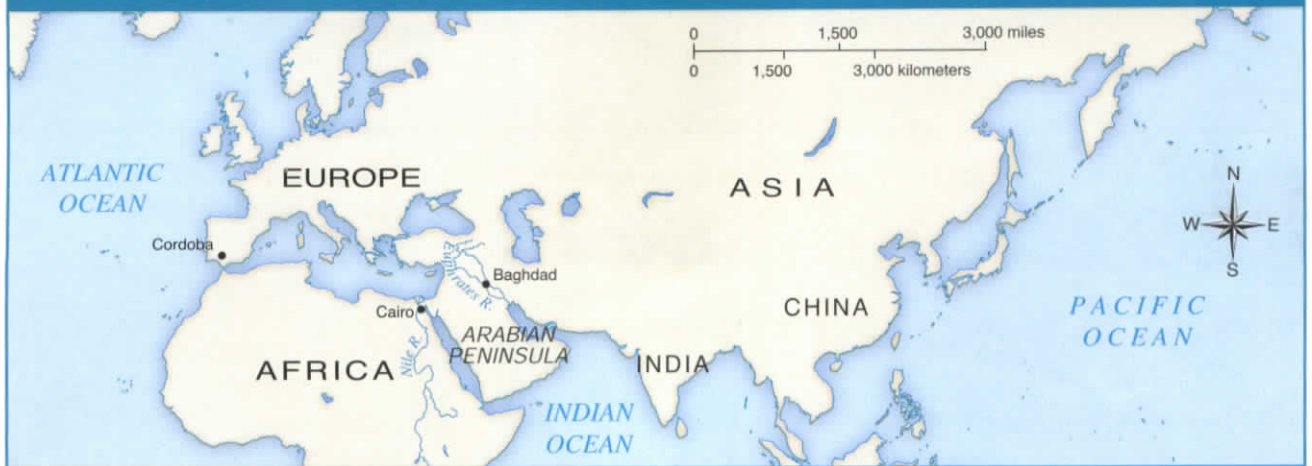 0 1,500 3,000 miles
0 1,500 3,000 kilometers
ATLANTIC
OCEAN
EUROPE
ASIA
N
W E
S
Cordoba
Euphrates R.
Baghdad
Cairo
CHINA
PACIFIC
OCEAN
ARABIAN
PENINSULA
Nile R.
AFRICA
INDIA
INDIAN
OCEAN